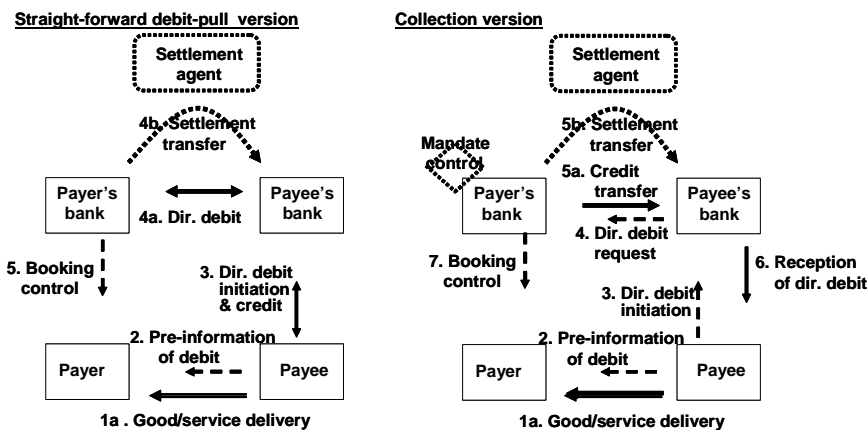 Straight-forward debit-pull version
Settlement
agent
4b. Settlement
transfer
Payer's
bank
Payee's
bank
4a. Dir. debit
5. Booking
control
3. Dir. debit
initiation
& credit
2. Pre-information
of debit
Payer
Payee
1a . Good/service delivery
Collection version
Settlement
agent
Mandate
control
5b. Settlement
transfer
5a. Credit
transfer
Payer's
bank
Payee's
bank
4. Dir. debit
request
7. Booking
control
6. Reception
of dir. debit
3. Dir. debit
initiation
2. Pre-information
of debit
Payer
Payee
1a. Good/service delivery